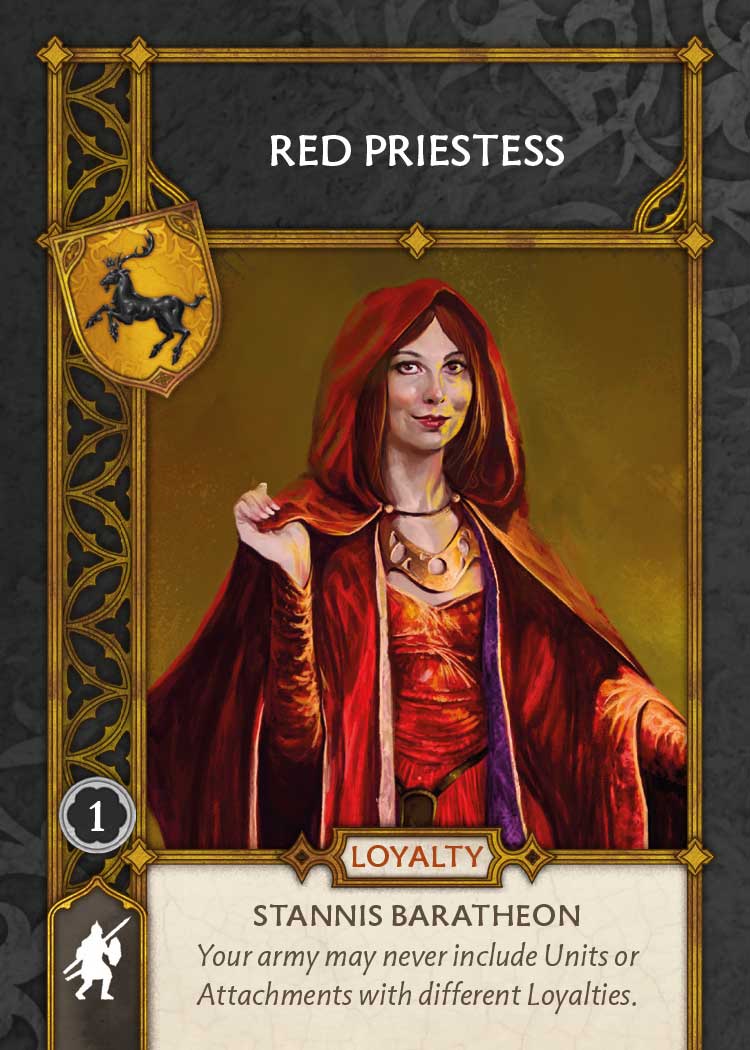 RED PRIESTESS
1
LOYALTY
STANNIS BARATHEON
Your army may never include Units or
Attachments with different Loyalties.